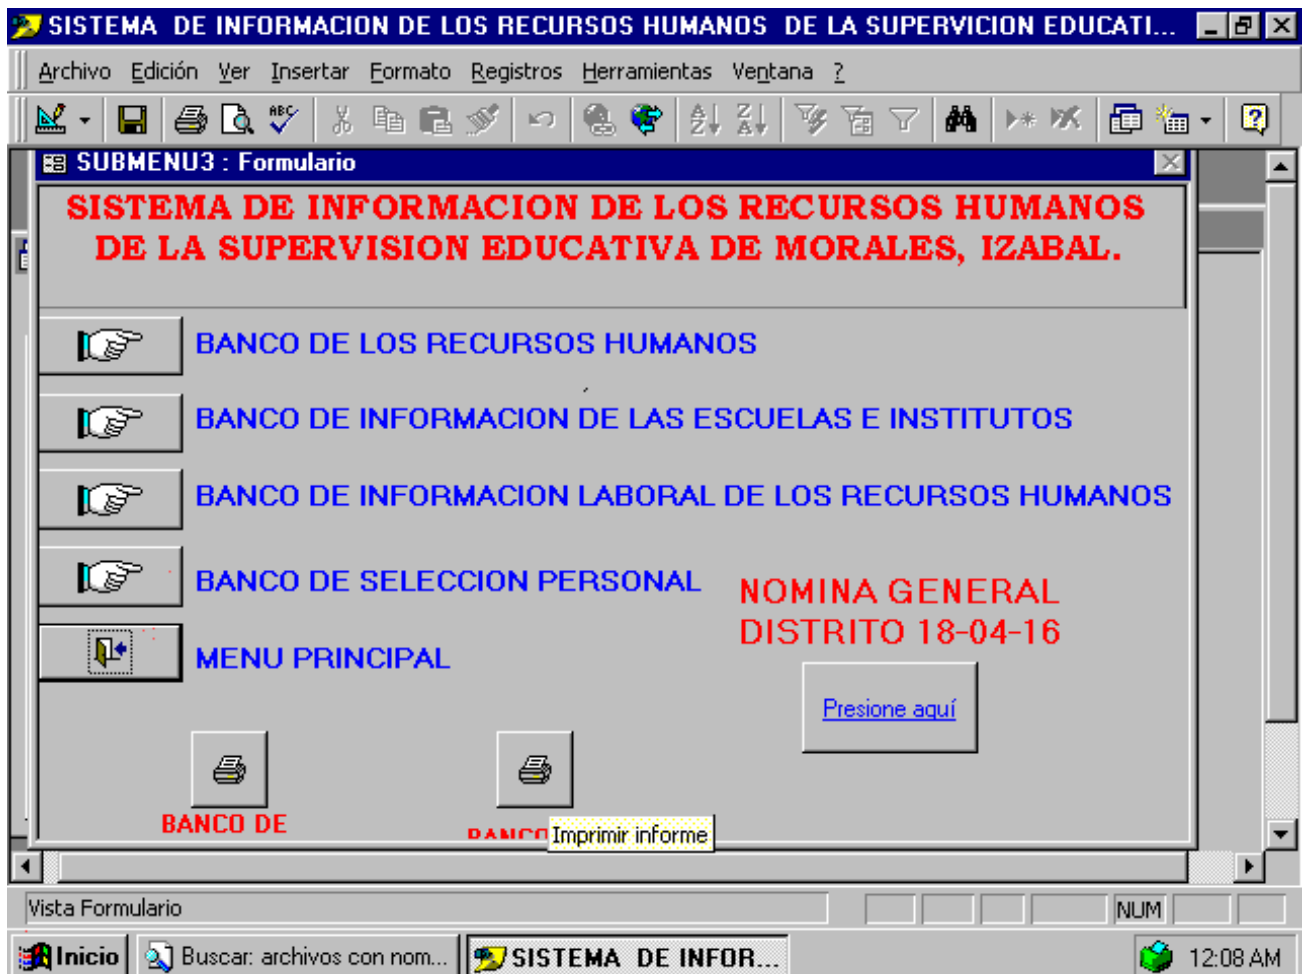 SISTEMA DE INFORMACION DE LOS RECURSOS HUMANOS DE LA SUPERVICION EDUCATI...
Archivo Edición Ver Insertar Formato Registros Herramientas Ventana ?
SUBMENU3 : Formulario
SISTEMA DE INFORMACION DE LOS RECURSOS HUMANOS
DE LA SUPERVISION EDUCATIVA DE MORALES, IZABAL.
BANCO DE LOS RECURSOS HUMANOS
BANCO DE INFORMACION DE LAS ESCUELAS E INSTITUTOS
BANCO DE INFORMACION LABORAL DE LOS RECURSOS HUMANOS
BANCO DE SELECCION PERSONAL
NOMINA GENERAL
DISTRITO 18-04-16
MENU PRINCIPAL
Presione aquí
BANCO DE
BANCO
Imprimir informe
Vista Formulario
NUM
Inicio
Buscar: archivos con nom...
SISTEMA DE INFOR...
12:08 AM